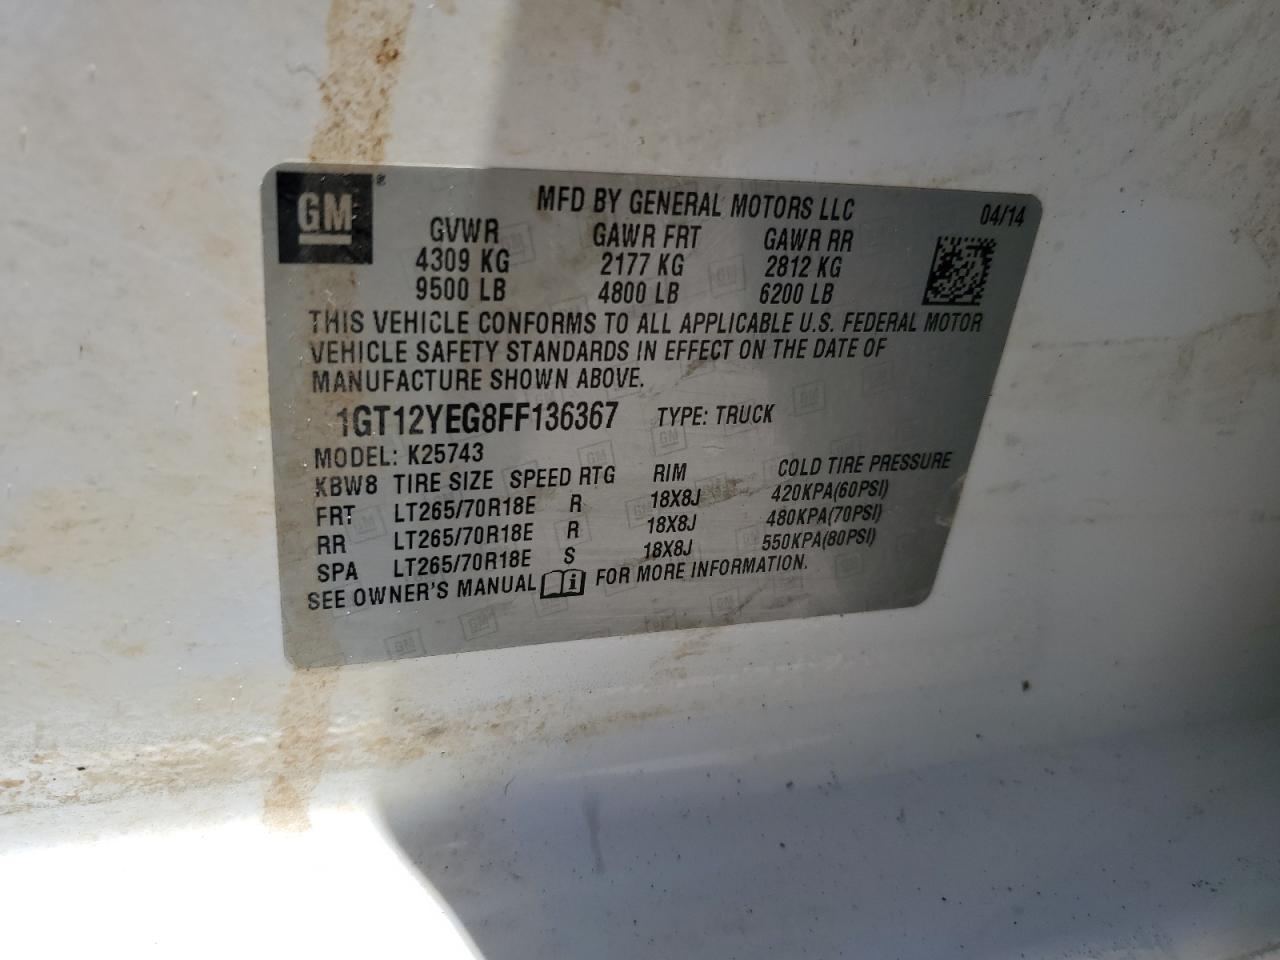 GM ®
MFD BY GENERAL MOTORS LLC 04/14
GVWR GAWR FRT GAWR RR
4309 KG 2177 KG 2812 KG
9500 LB 4800 LB 6200 LB
THIS VEHICLE CONFORMS TO ALL APPLICABLE U.S. FEDERAL MOTOR
VEHICLE SAFETY STANDARDS IN EFFECT ON THE DATE OF
MANUFACTURE SHOWN ABOVE.
1GT12YEG8FF136367 TYPE: TRUCK
MODEL: K25743
KBW8 TIRE SIZE SPEED RTG RIM COLD TIRE PRESSURE
FRT LT265/70R18E R 18X8J 420KPA(60PSI)
RR LT265/70R18E R 18X8J 480KPA(70PSI)
SPA LT265/70R18E S 18X8J 550KPA(80PSI)
SEE OWNER'S MANUAL FOR MORE INFORMATION.